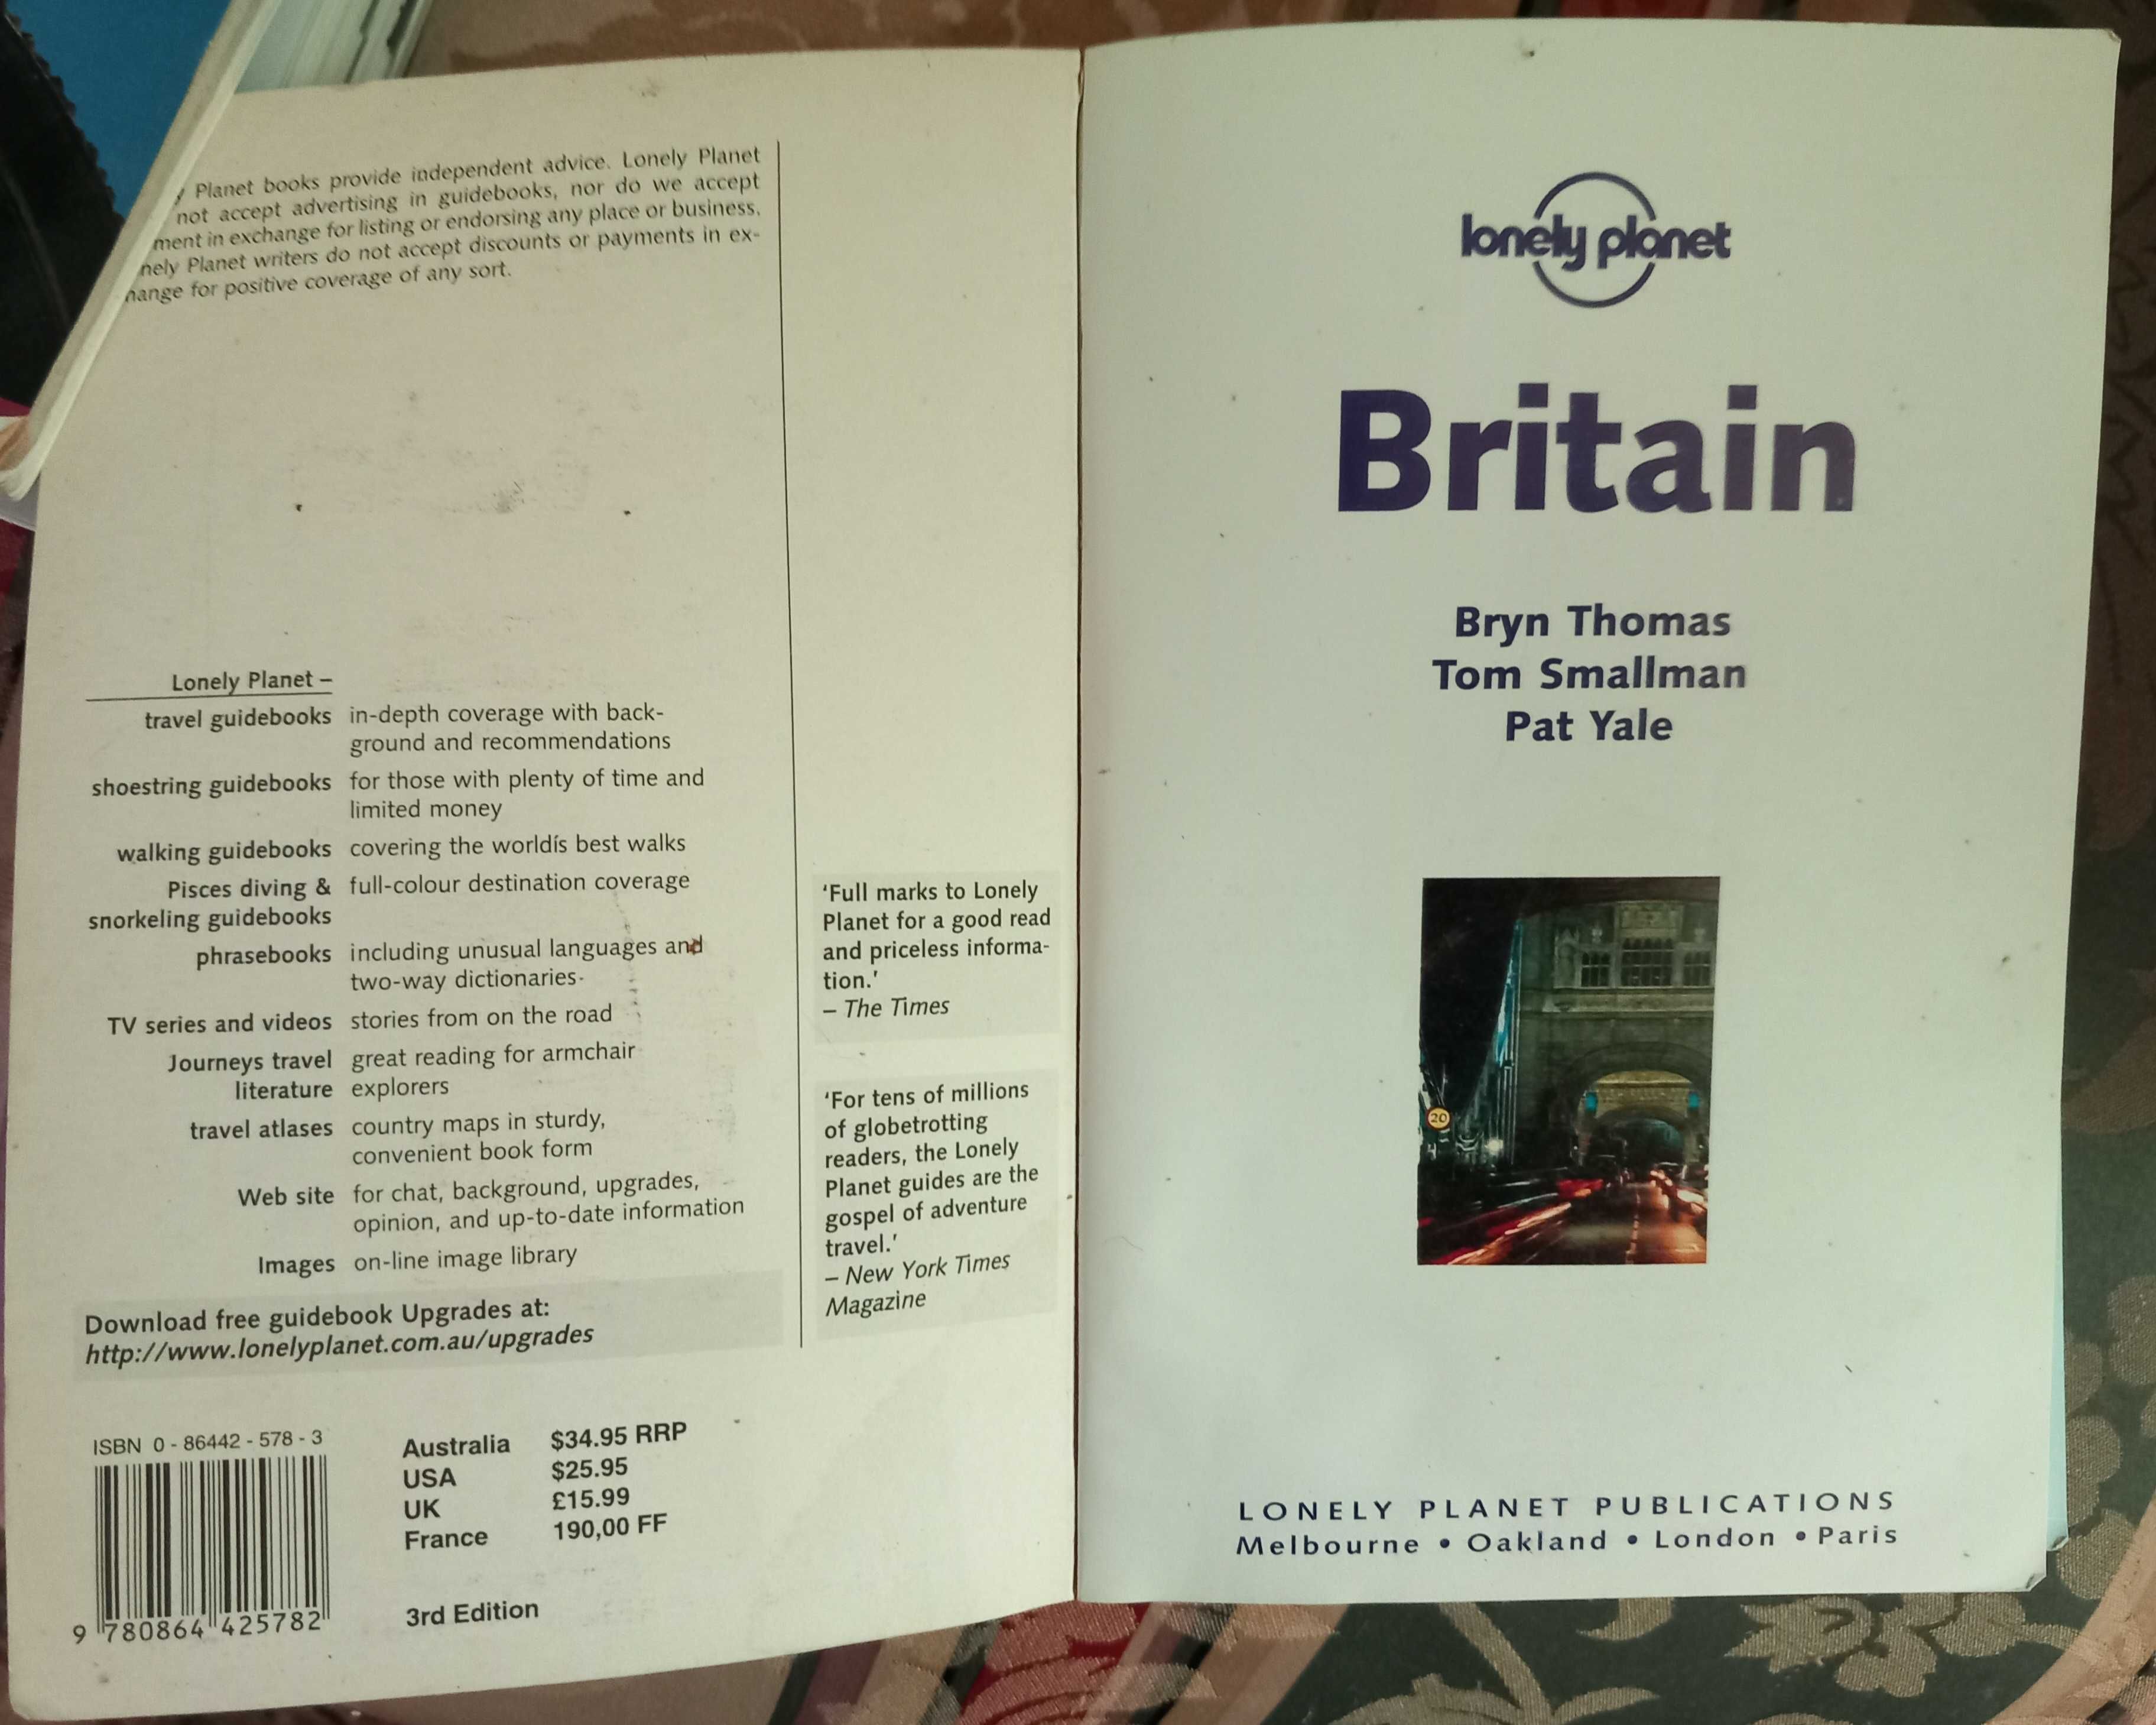 Planet books provide independent advice. Lonely Planet
not accept advertising in guidebooks, nor do we accept
ment in exchange for listing or endorsing any place or business.
nely Planet writers do not accept discounts or payments in ex-
hange for positive coverage of any sort.
Lonely Planet –
travel guidebooks in-depth coverage with back-
ground and recommendations
shoestring guidebooks for those with plenty of time and
limited money
walking guidebooks covering the worldís best walks
Pisces diving & full-colour destination coverage
snorkeling guidebooks
phrasebooks including unusual languages and
two-way dictionaries
TV series and videos stories from on the road
Journeys travel great reading for armchair
literature explorers
travel atlases country maps in sturdy,
convenient book form
Web site for chat, background, upgrades,
opinion, and up-to-date information
Images on-line image library
Download free guidebook Upgrades at:
http://www.lonelyplanet.com.au/upgrades
ISBN 0 - 86442 - 578 - 3
9 780864 425782
Australia $34.95 RRP
USA $25.95
UK £15.99
France 190,00 FF
3rd Edition
‘Full marks to Lonely
Planet for a good read
and priceless informa-
tion.’
– The Times
‘For tens of millions
of globetrotting
readers, the Lonely
Planet guides are the
gospel of adventure
travel.’
– New York Times
Magazine
lonely planet
Britain
Bryn Thomas
Tom Smallman
Pat Yale
20
LONELY PLANET PUBLICATIONS
Melbourne • Oakland • London • Paris